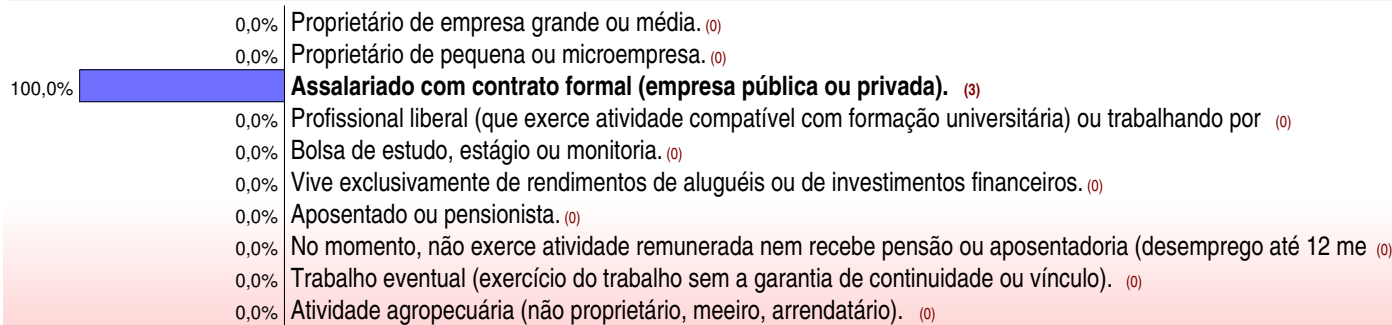 0,0% Proprietário de empresa grande ou média. (0)
0,0% Proprietário de pequena ou microempresa. (0)
100,0% Assalariado com contrato formal (empresa pública ou privada). (3)
0,0% Profissional liberal (que exerce atividade compatível com formação universitária) ou trabalhando por (0)
0,0% Bolsa de estudo, estágio ou monitoria. (0)
0,0% Vive exclusivamente de rendimentos de aluguéis ou de investimentos financeiros. (0)
0,0% Aposentado ou pensionista. (0)
0,0% No momento, não exerce atividade remunerada nem recebe pensão ou aposentadoria (desemprego até 12 me (0)
0,0% Trabalho eventual (exercício do trabalho sem a garantia de continuidade ou vínculo). (0)
0,0% Atividade agropecuária (não proprietário, meeiro, arrendatário). (0)